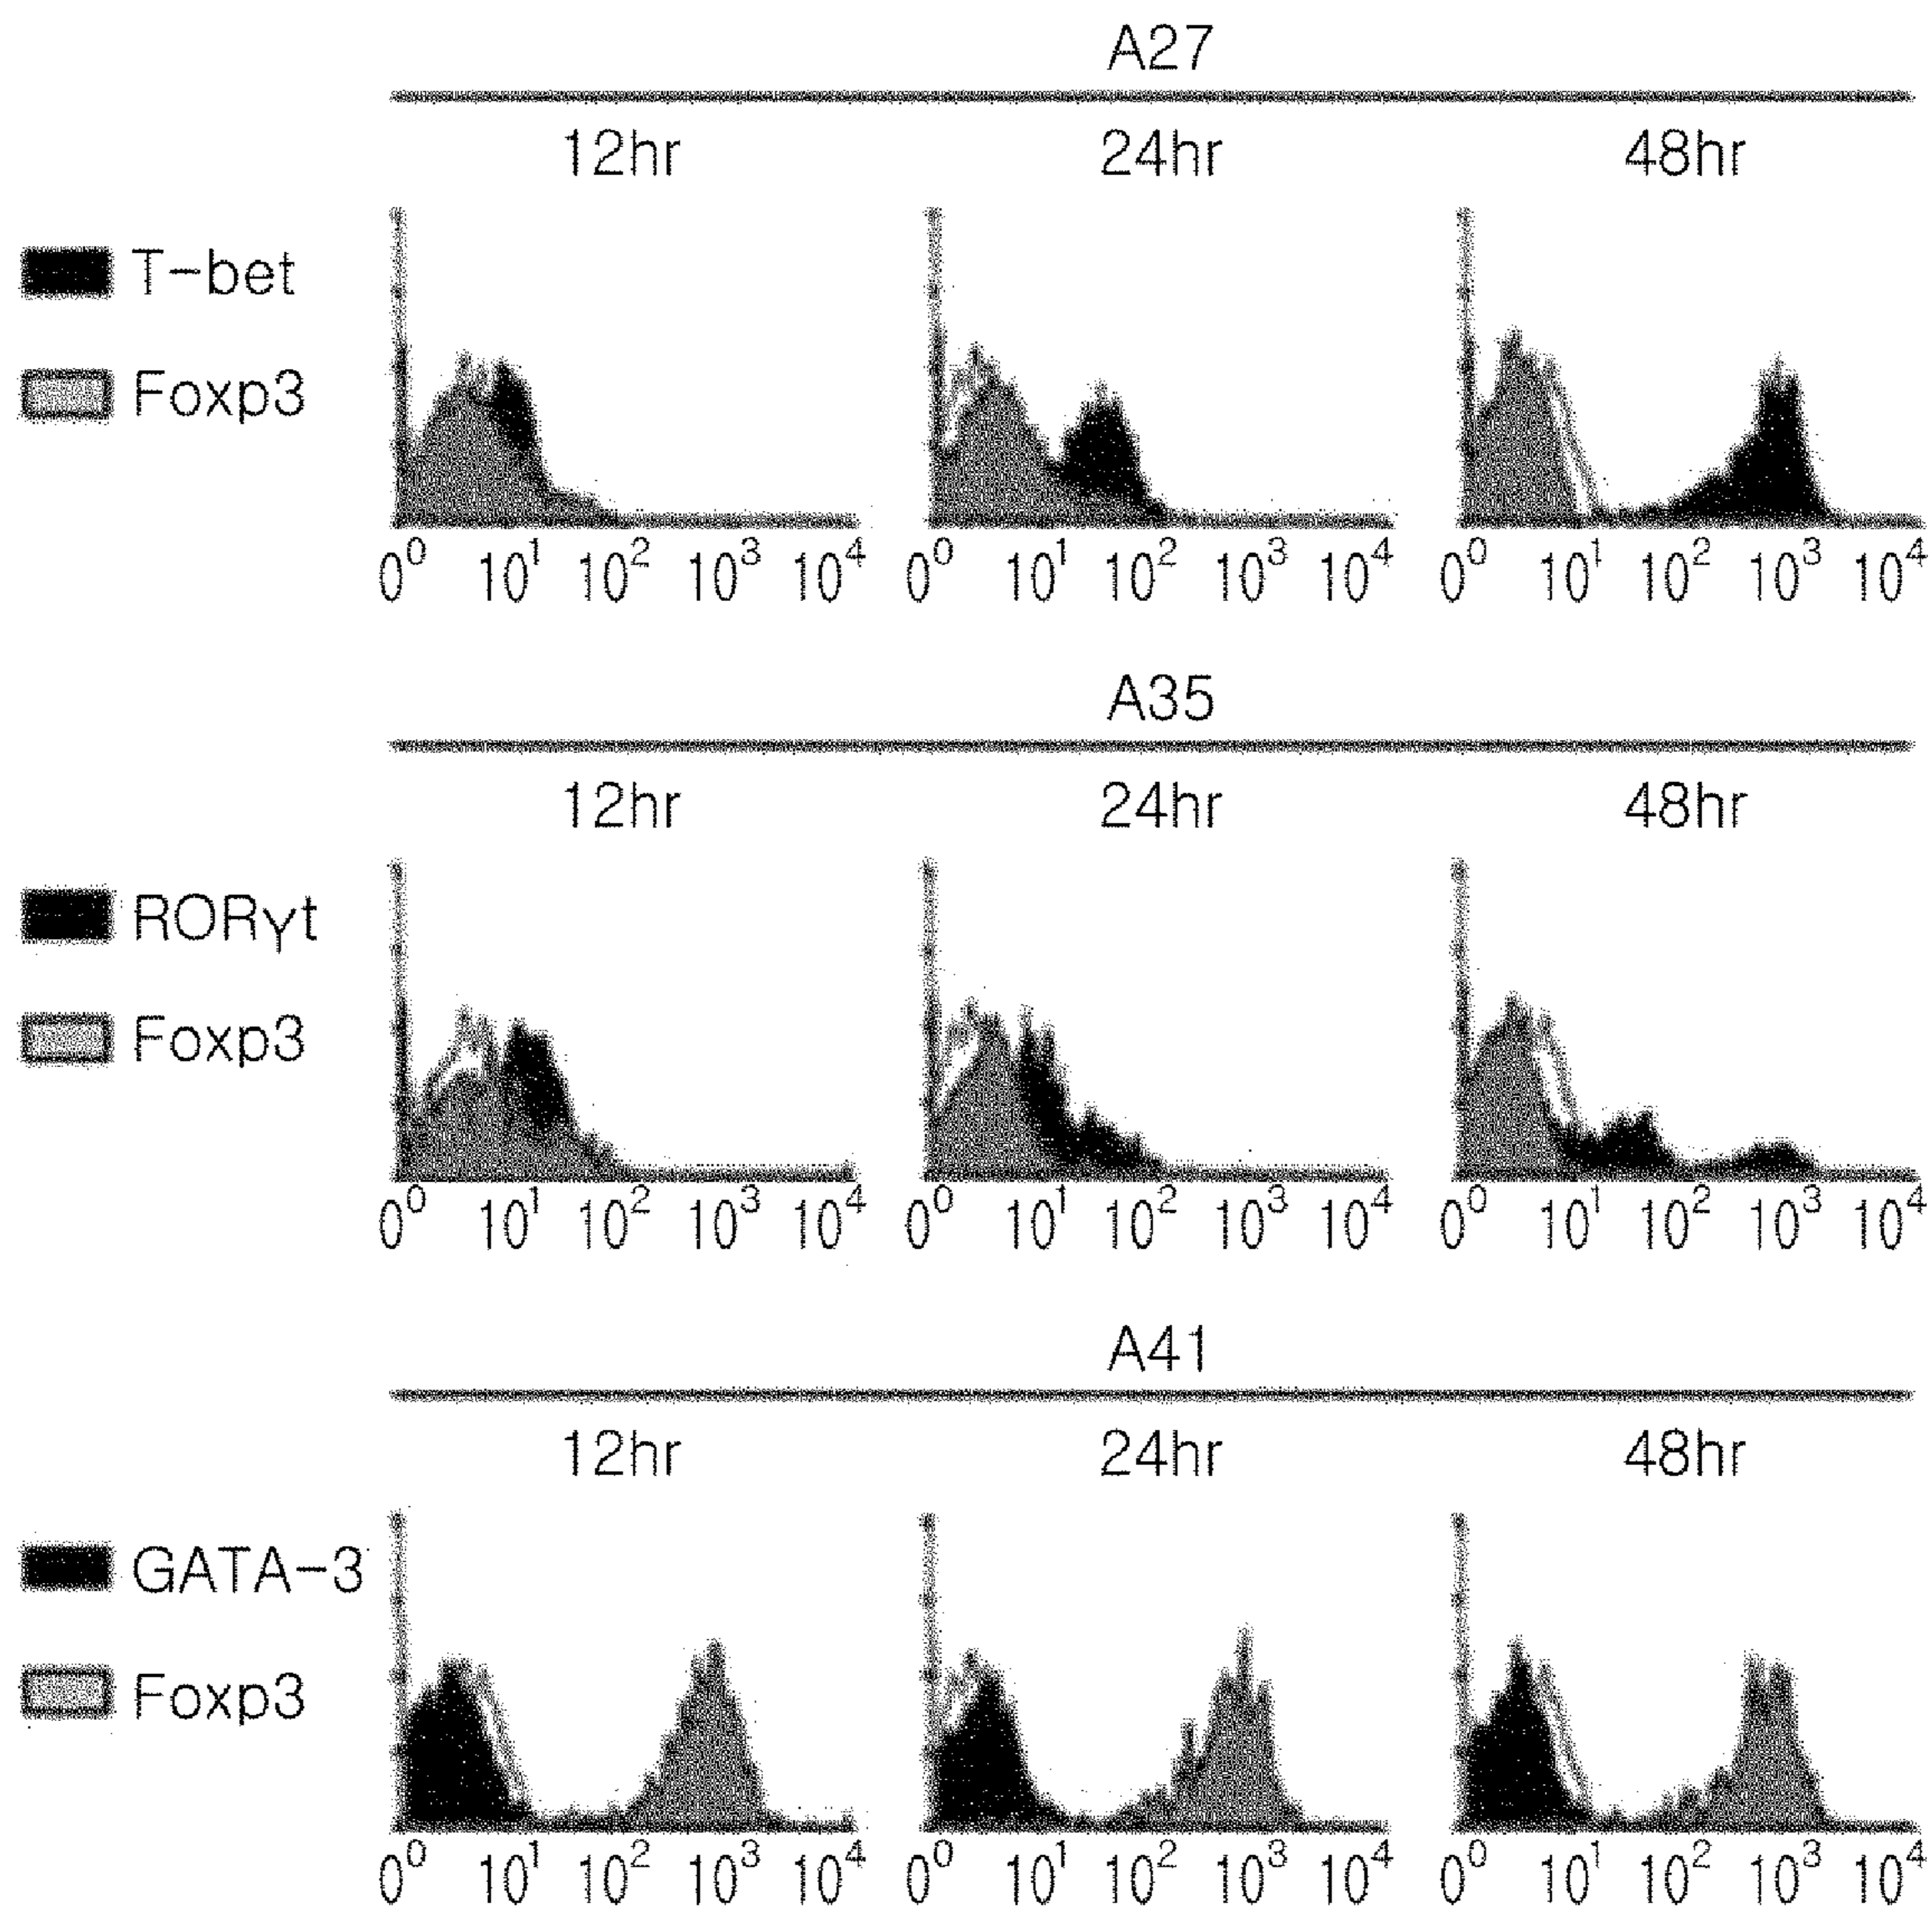 A27
12hr 24hr 48hr
T-bet
Foxp3
0⁰ 10¹ 10² 10³ 10⁴ 0⁰ 10¹ 10² 10³ 10⁴ 0⁰ 10¹ 10² 10³ 10⁴
A35
12hr 24hr 48hr
RORγt
Foxp3
0⁰ 10¹ 10² 10³ 10⁴ 0⁰ 10¹ 10² 10³ 10⁴ 0⁰ 10¹ 10² 10³ 10⁴
A41
12hr 24hr 48hr
GATA-3
Foxp3
0⁰ 10¹ 10² 10³ 10⁴ 0⁰ 10¹ 10² 10³ 10⁴ 0⁰ 10¹ 10² 10³ 10⁴